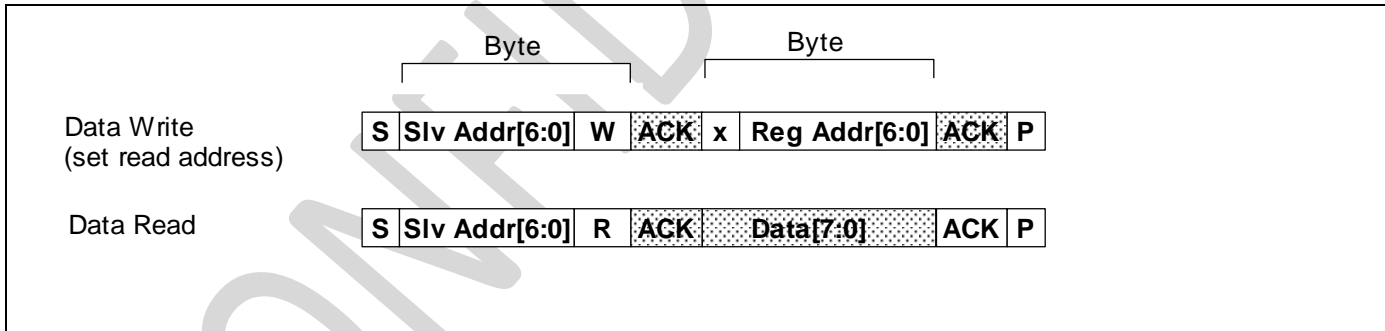 Byte Byte
Data Write S Slv Addr[6:0] W ACK x Reg Addr[6:0] ACK P
(set read address)
Data Read S Slv Addr[6:0] R ACK Data[7:0] ACK P